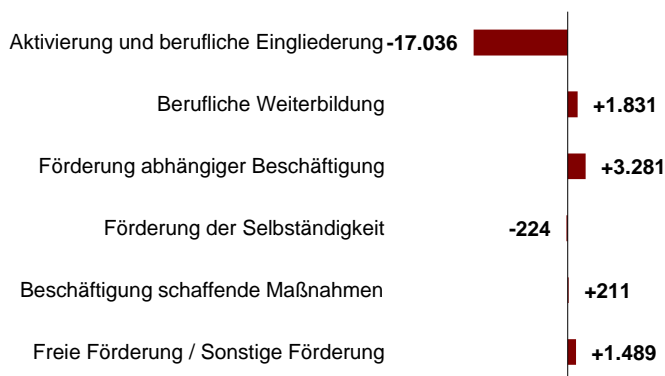 Aktivierung und berufliche Eingliederung -17.036
Berufliche Weiterbildung +1.831
Förderung abhängiger Beschäftigung +3.281
Förderung der Selbständigkeit -224
Beschäftigung schaffende Maßnahmen +211
Freie Förderung / Sonstige Förderung +1.489